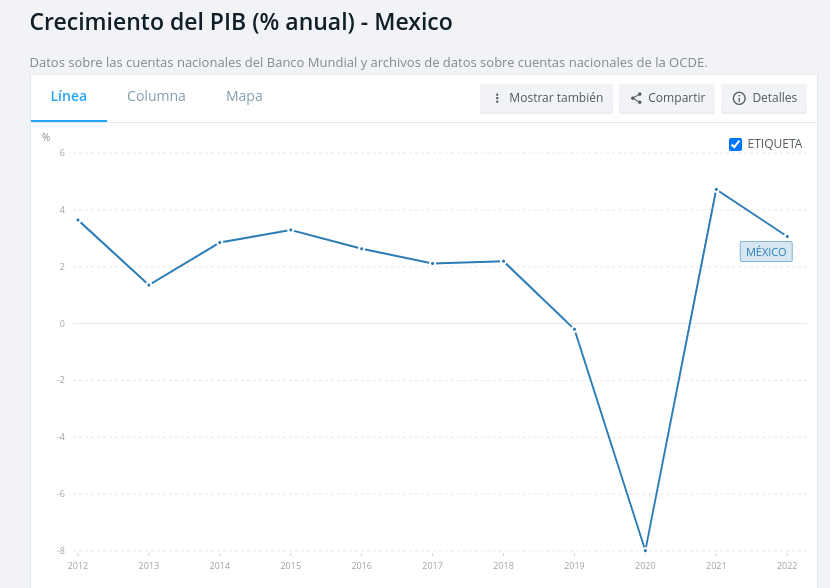 Crecimiento del PIB (% anual) - Mexico
Datos sobre las cuentas nacionales del Banco Mundial y archivos de datos sobre cuentas nacionales de la OCDE.
Línea Columna Mapa Mostrar también Compartir Detalles
%
ETIQUETA
6
4
MÉXICO
2
0
-2
-4
-6
-8
2012 2013 2014 2015 2016 2017 2018 2019 2020 2021 2022